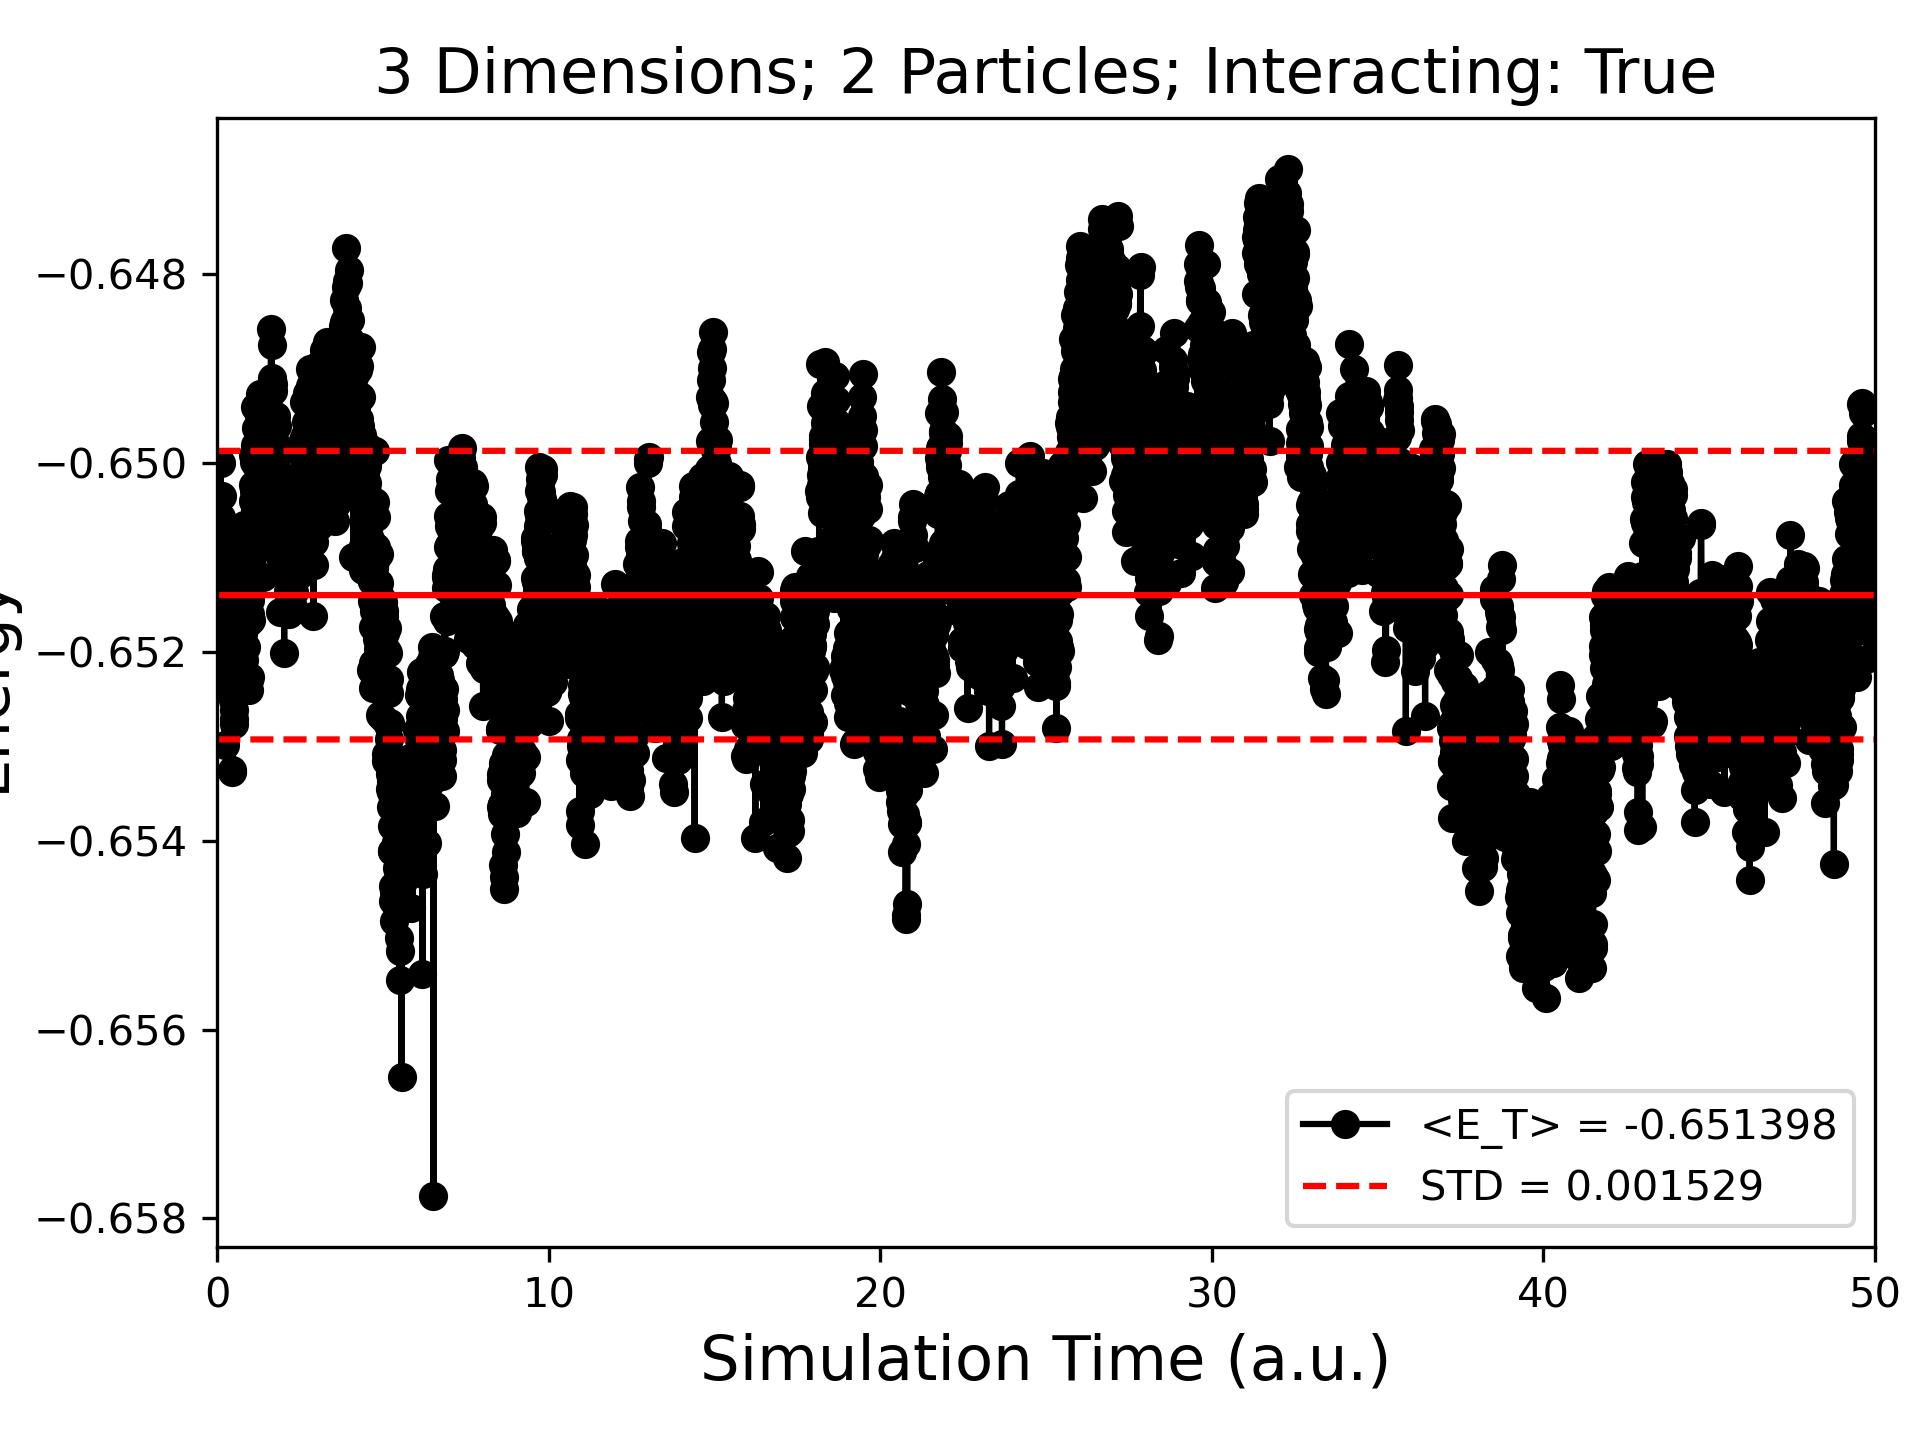 3 Dimensions; 2 Particles; Interacting: True
Energy
−0.648
−0.650
−0.652
−0.654
−0.656
−0.658
<E_T> = -0.651398
STD = 0.001529
0 10 20 30 40 50
Simulation Time (a.u.)